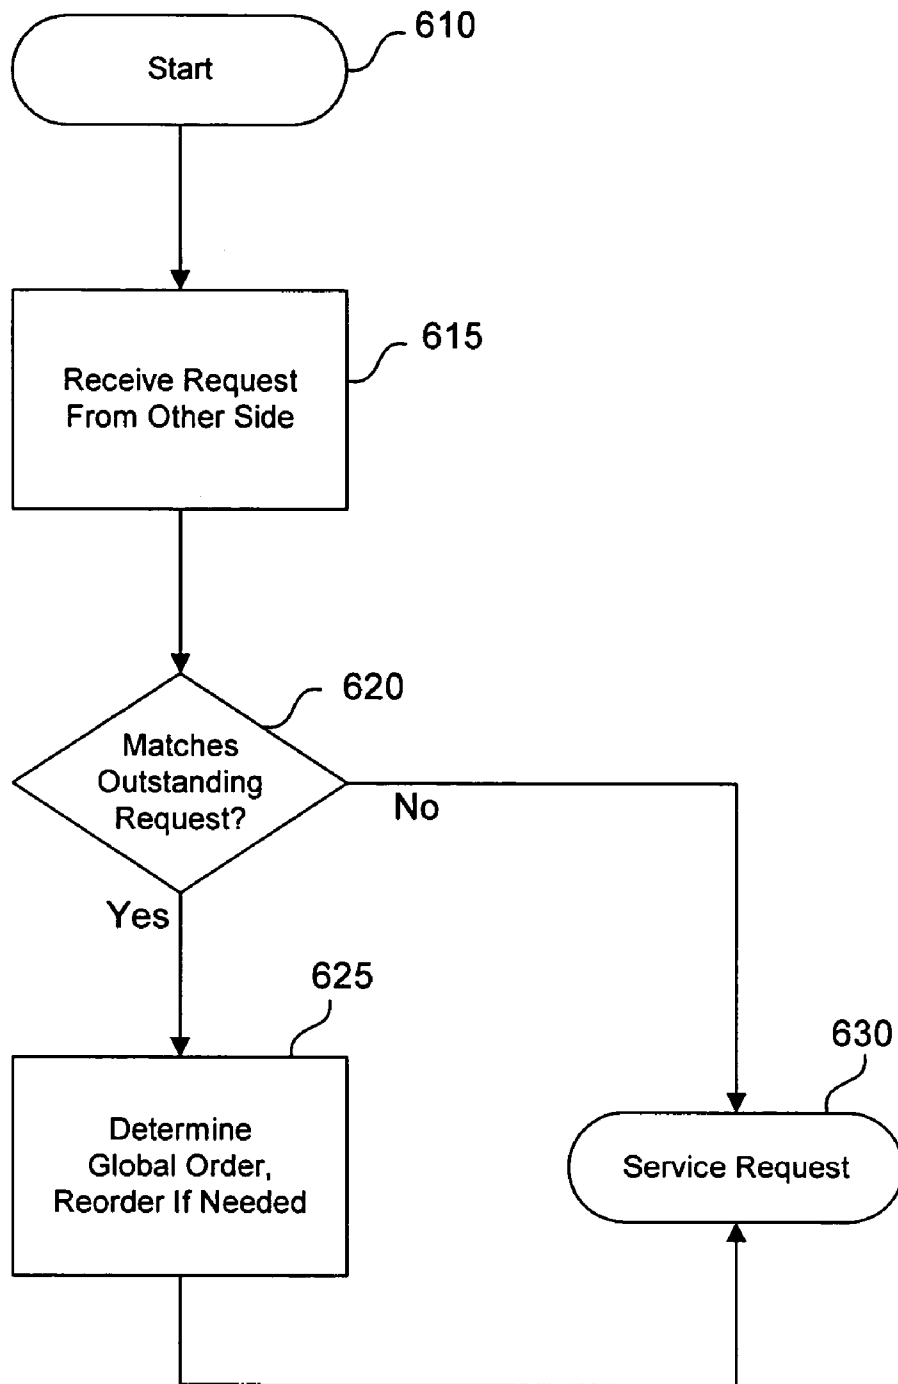 610
Start
615
Receive Request
From Other Side
620
Matches
Outstanding
Request?
No
Yes
625
630
Determine
Global Order,
Reorder If Needed
Service Request